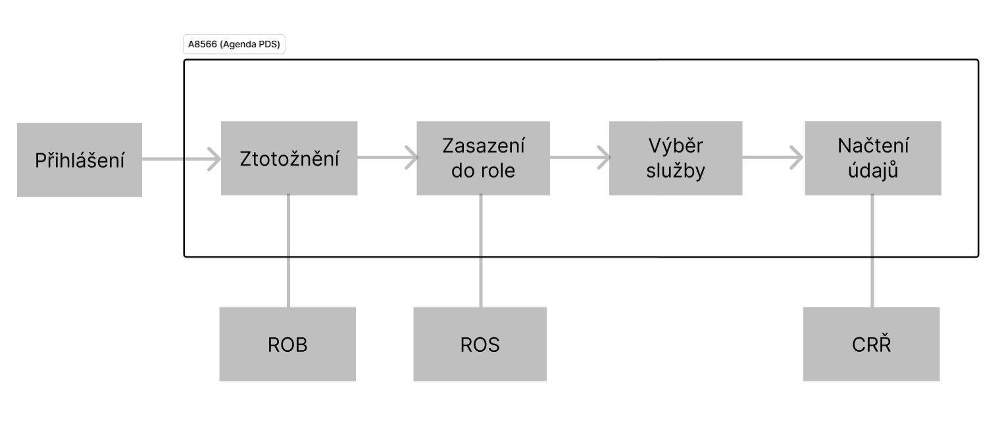 A8566 (Agenda PDS)
Přihlášení
Ztotožnění
Zasazení
do role
Výběr
služby
Načtení
údajů
ROB
ROS
CRŘ